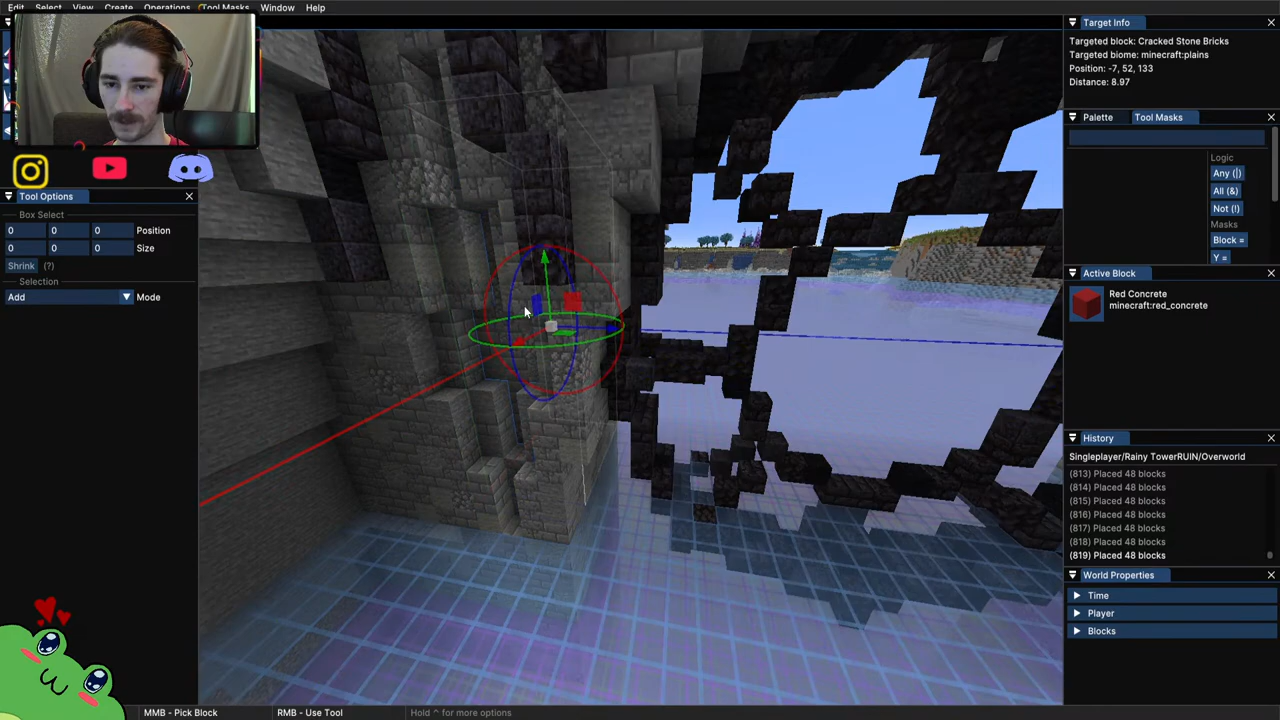 Edit Select View Create Operations Tool Masks Window Help
Tool Options
Box Select
0 0 0 Position
0 0 0 Size
Shrink (?)
Selection
Add Mode
Target Info
Targeted block: Cracked Stone Bricks
Targeted biome: minecraft:plains
Position: -7, 52, 133
Distance: 8.97
Palette Tool Masks
Logic
Any (|)
All (&)
Not (!)
Masks
Block =
Y =
Active Block
Red Concrete
minecraft:red_concrete
History
Singleplayer/Rainy TowerRUIN/Overworld
(813) Placed 48 blocks
(814) Placed 48 blocks
(815) Placed 48 blocks
(816) Placed 48 blocks
(817) Placed 48 blocks
(818) Placed 48 blocks
(819) Placed 48 blocks
World Properties
Time
Player
Blocks
MMB - Pick Block RMB - Use Tool Hold ^ for more options